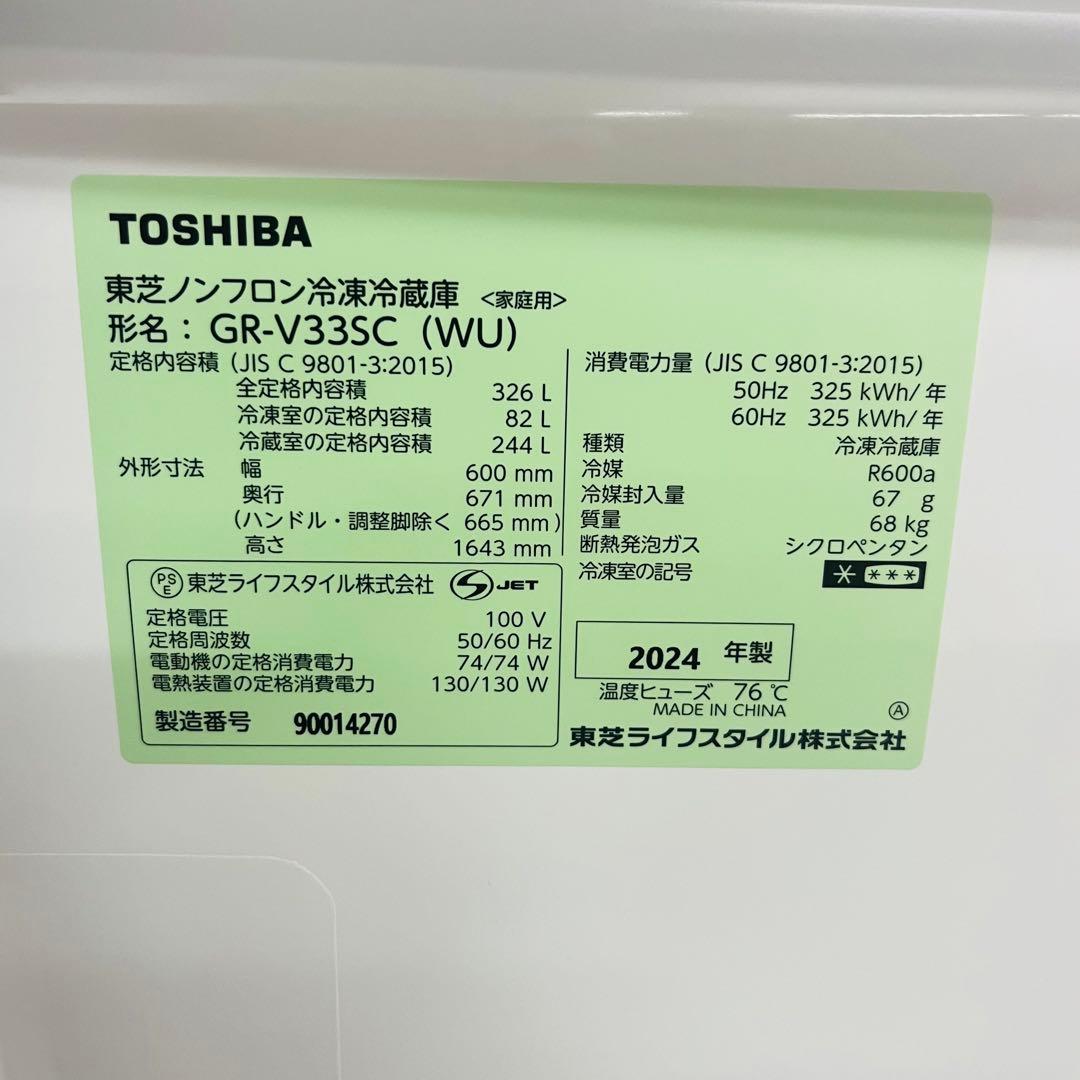 TOSHIBA
東芝ノンフロン冷凍冷蔵庫 <家庭用>
形名： GR-V33SC (WU)
定格内容積 (JIS C 9801-3:2015)
全定格内容積 326 L
冷凍室の定格内容積 82 L
冷蔵室の定格内容積 244 L
外形寸法 幅 600 mm
奥行 671 mm
(ハンドル・調整脚除く 665 mm)
高さ 1643 mm
PSE 東芝ライフスタイル株式会社 S JET
定格電圧 100 V
定格周波数 50/60 Hz
電動機の定格消費電力 74/74 W
電熱装置の定格消費電力 130/130 W
製造番号 90014270
消費電力量 (JIS C 9801-3:2015)
50Hz 325 kWh/年
60Hz 325 kWh/年
種類 冷凍冷蔵庫
冷媒 R600a
冷媒封入量 67 g
質量 68 kg
断熱発泡ガス シクロペンタン
冷凍室の記号 * ***
2024 年製
温度ヒューズ 76 ℃
MADE IN CHINA Ⓐ
東芝ライフスタイル株式会社